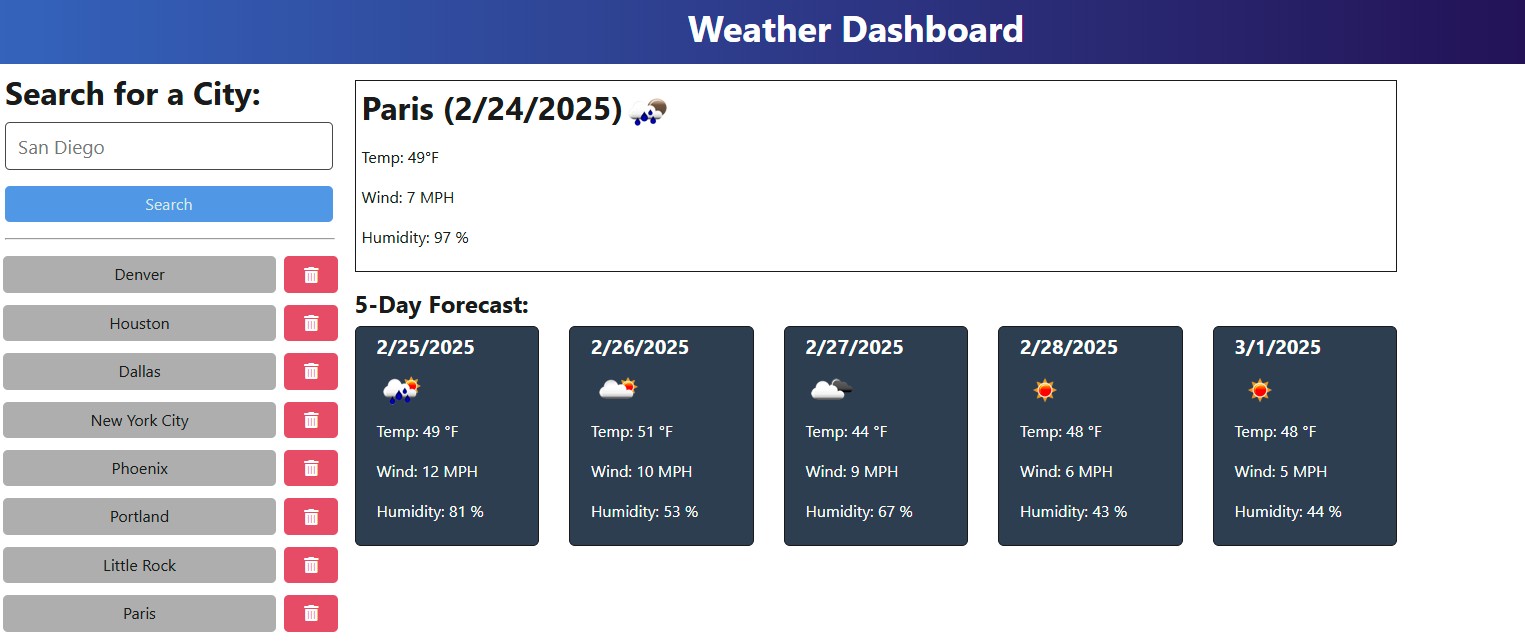 Weather Dashboard
Search for a City:
San Diego
Search
Denver
Houston
Dallas
New York City
Phoenix
Portland
Little Rock
Paris
Paris (2/24/2025)
Temp: 49°F
Wind: 7 MPH
Humidity: 97 %
5-Day Forecast:
2/25/2025
Temp: 49 °F
Wind: 12 MPH
Humidity: 81 %
2/26/2025
Temp: 51 °F
Wind: 10 MPH
Humidity: 53 %
2/27/2025
Temp: 44 °F
Wind: 9 MPH
Humidity: 67 %
2/28/2025
Temp: 48 °F
Wind: 6 MPH
Humidity: 43 %
3/1/2025
Temp: 48 °F
Wind: 5 MPH
Humidity: 44 %